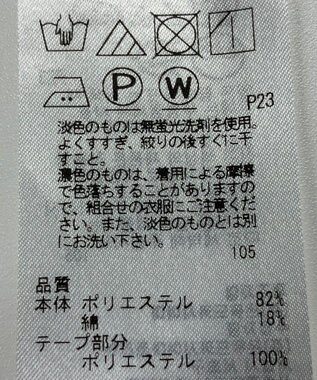 P W
P23
淡色のものは無蛍光洗剤を使用。
よくすすぎ、絞りの後すぐに干
すこと。
濃色のものは、着用による摩擦
で色落ちすることがありますの
で、組合せの衣服にご注意くだ
さい。また、淡色のものとは別
にお洗い下さい。
105
品質
本体 ポリエステル 82%
綿 18%
テープ部分
ポリエステル 100%